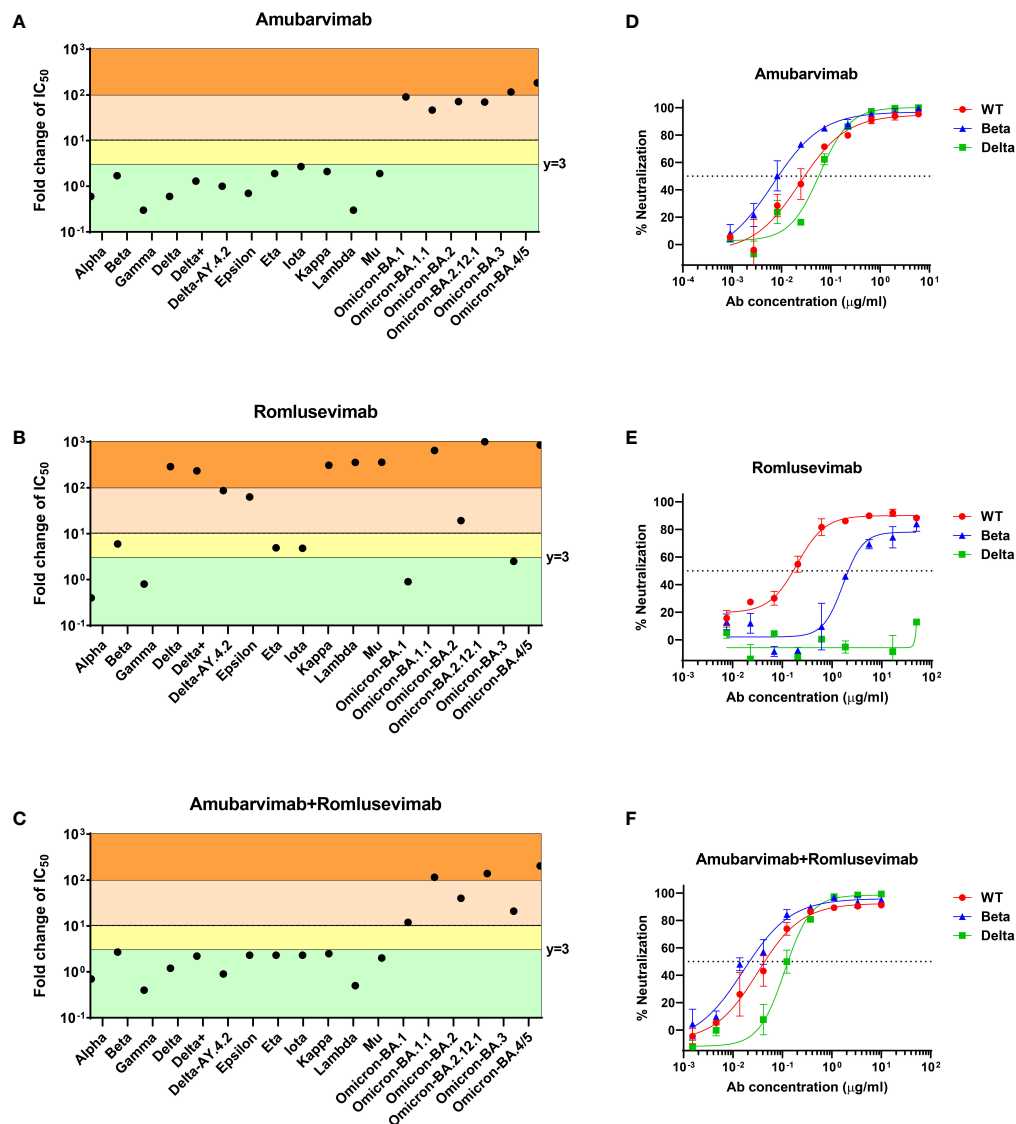 A
Amubarvimab
Fold change of IC50
10³
10²
10¹
10⁰
10⁻¹
y=3
Alpha
Beta
Gamma
Delta
Delta+
Delta-AY.4.2
Epsilon
Eta
Iota
Kappa
Lambda
Mu
Omicron-BA.1
Omicron-BA.1.1
Omicron-BA.2
Omicron-BA.2.12.1
Omicron-BA.3
Omicron-BA.4/5
D
Amubarvimab
% Neutralization
100
80
60
40
20
0
10⁻⁴
10⁻³
10⁻²
10⁻¹
10⁰
10¹
Ab concentration (μg/ml)
WT
Beta
Delta
B
Romlusevimab
Fold change of IC50
10³
10²
10¹
10⁰
10⁻¹
y=3
Alpha
Beta
Gamma
Delta
Delta+
Delta-AY.4.2
Epsilon
Eta
Iota
Kappa
Lambda
Mu
Omicron-BA.1
Omicron-BA.1.1
Omicron-BA.2
Omicron-BA.2.12.1
Omicron-BA.3
Omicron-BA.4/5
E
Romlusevimab
% Neutralization
100
80
60
40
20
0
10⁻³
10⁻²
10⁻¹
10⁰
10¹
10²
Ab concentration (μg/ml)
WT
Beta
Delta
C
Amubarvimab+Romlusevimab
Fold change of IC50
10³
10²
10¹
10⁰
10⁻¹
y=3
Alpha
Beta
Gamma
Delta
Delta+
Delta-AY.4.2
Epsilon
Eta
Iota
Kappa
Lambda
Mu
Omicron-BA.1
Omicron-BA.1.1
Omicron-BA.2
Omicron-BA.2.12.1
Omicron-BA.3
Omicron-BA.4/5
F
Amubarvimab+Romlusevimab
% Neutralization
100
80
60
40
20
0
10⁻³
10⁻²
10⁻¹
10⁰
10¹
10²
Ab concentration (μg/ml)
WT
Beta
Delta